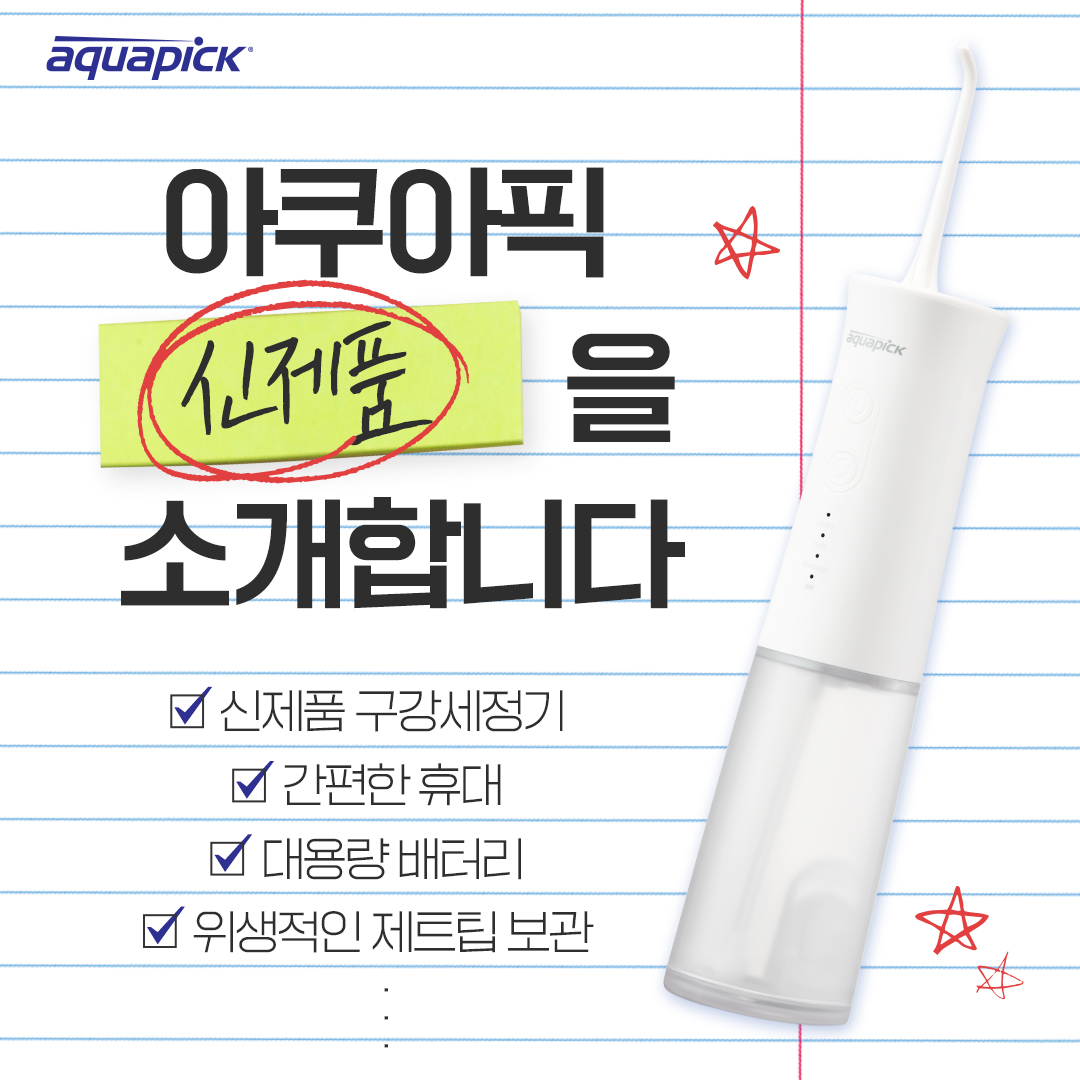 aquapick
아쿠아픽
신제품을
소개합니다
aquapick
신제품 구강세정기
간편한 휴대
대용량 배터리
위생적인 제트팁 보관